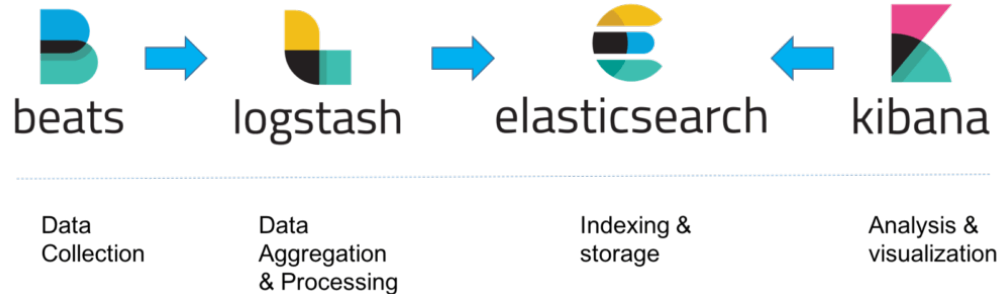 beats
logstash
elasticsearch
kibana
Data
Collection
Data
Aggregation
& Processing
Indexing &
storage
Analysis &
visualization